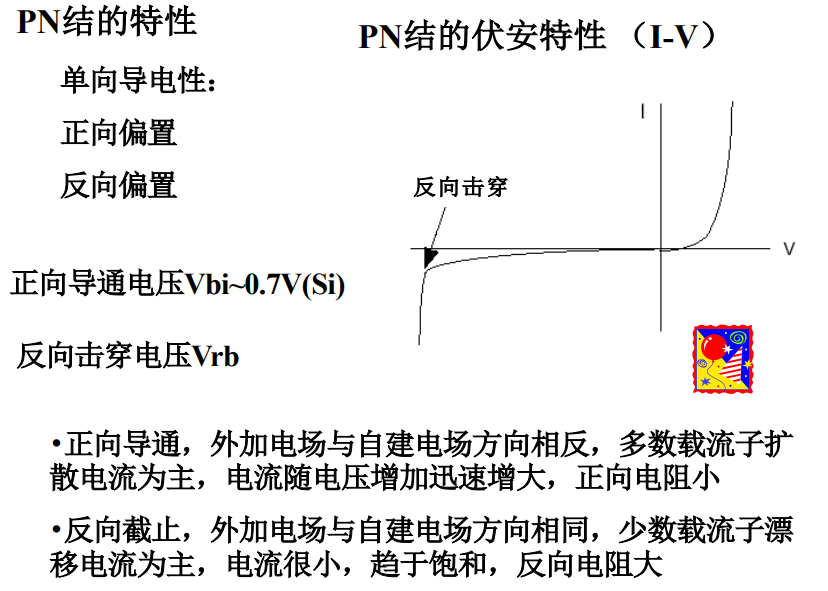 PN结的特性
PN结的伏安特性 （I-V）
单向导电性：
正向偏置
反向偏置
I
反向击穿
V
正向导通电压Vbi~0.7V(Si)
反向击穿电压Vrb
•正向导通，外加电场与自建电场方向相反，多数载流子扩
散电流为主，电流随电压增加迅速增大，正向电阻小
•反向截止，外加电场与自建电场方向相同，少数载流子漂
移电流为主，电流很小，趋于饱和，反向电阻大